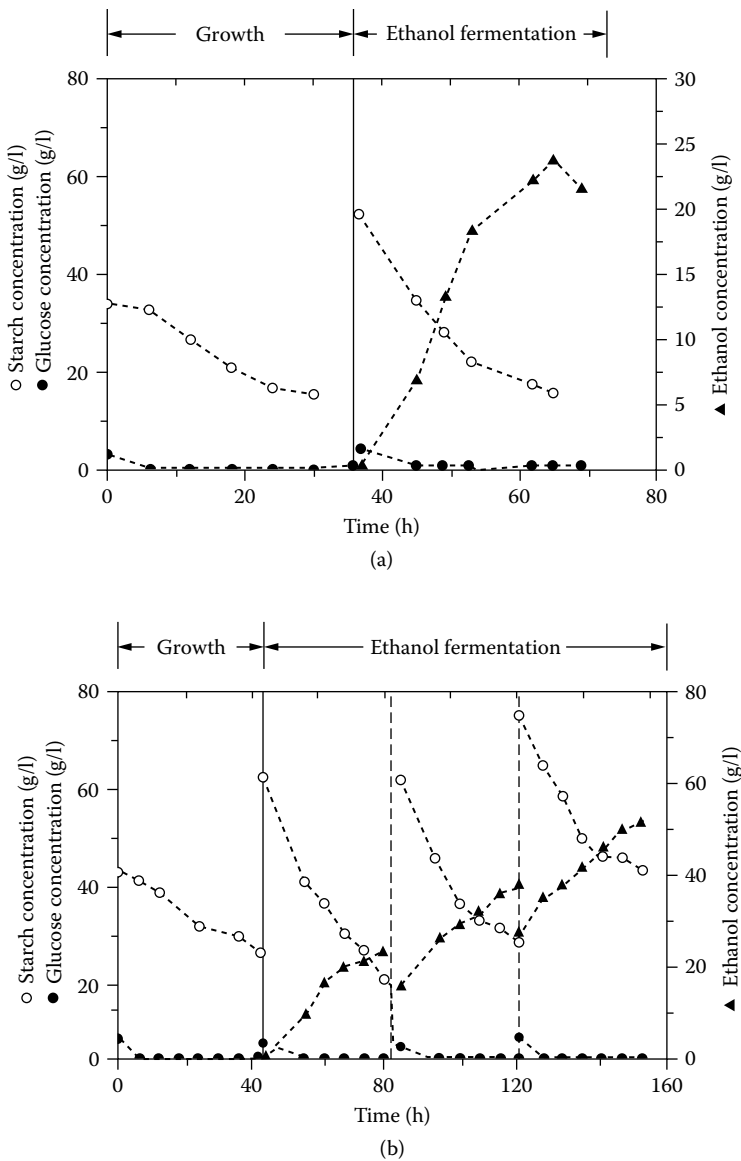 Growth
Ethanol fermentation
80
60
40
20
0
30
25
20
15
10
5
0
0
20
40
60
80
Starch concentration (g/l)
Glucose concentration (g/l)
Ethanol concentration (g/l)
Time (h)
(a)
Growth
Ethanol fermentation
80
60
40
20
0
80
60
40
20
0
0
40
80
120
160
Starch concentration (g/l)
Glucose concentration (g/l)
Ethanol concentration (g/l)
Time (h)
(b)